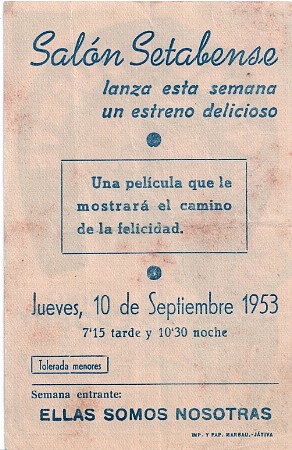 Salón Setabense
lanza esta semana
un estreno delicioso
Una película que le
mostrará el camino
de la felicidad.
Jueves, 10 de Septiembre 1953
7'15 tarde y 10'30 noche
Tolerada menores
Semana entrante:
ELLAS SOMOS NOSOTRAS
IMP. Y PAP. MARBAU.-JÁTIVA